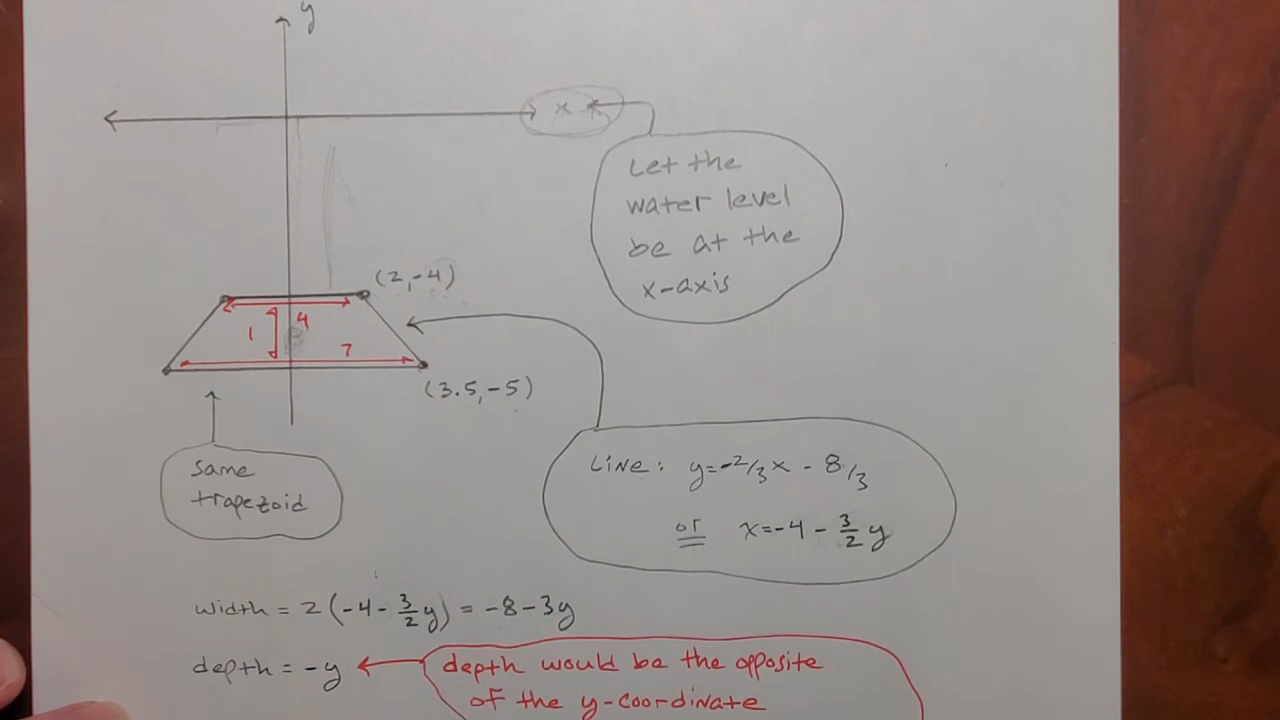 y
x
Let the
water level
be at the
x-axis
(2,-4)
1
4
7
(3.5,-5)
same
trapezoid
Line: y=-2/3x - 8/3
or x=-4 - 3/2 y
width = 2(-4-3/2y) = -8-3y
depth = -y
depth would be the opposite
of the y-coordinate